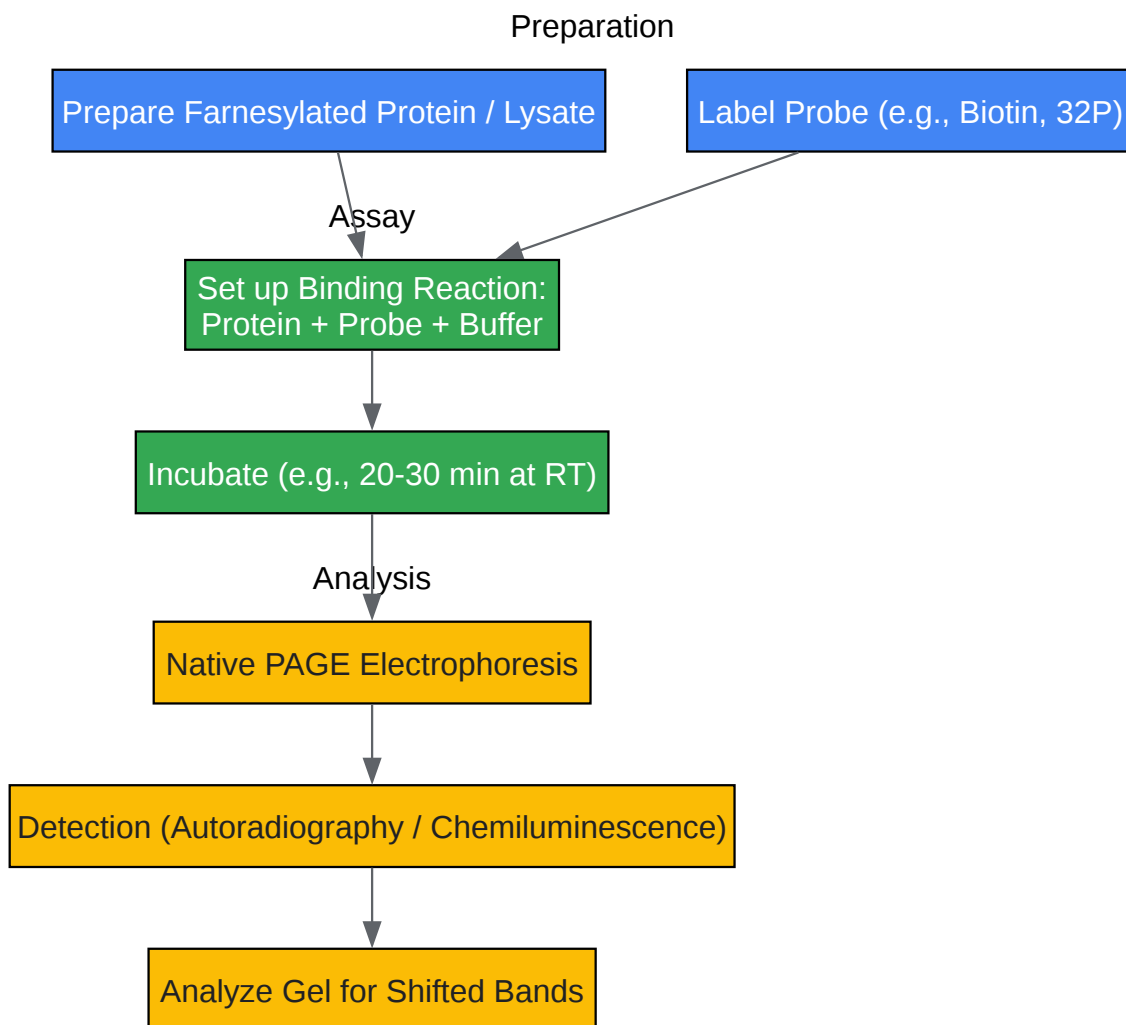 Preparation
Prepare Farnesylated Protein / Lysate
Label Probe (e.g., Biotin, 32P)
Assay
Set up Binding Reaction:
Protein + Probe + Buffer
Incubate (e.g., 20-30 min at RT)
Analysis
Native PAGE Electrophoresis
Detection (Autoradiography / Chemiluminescence)
Analyze Gel for Shifted Bands